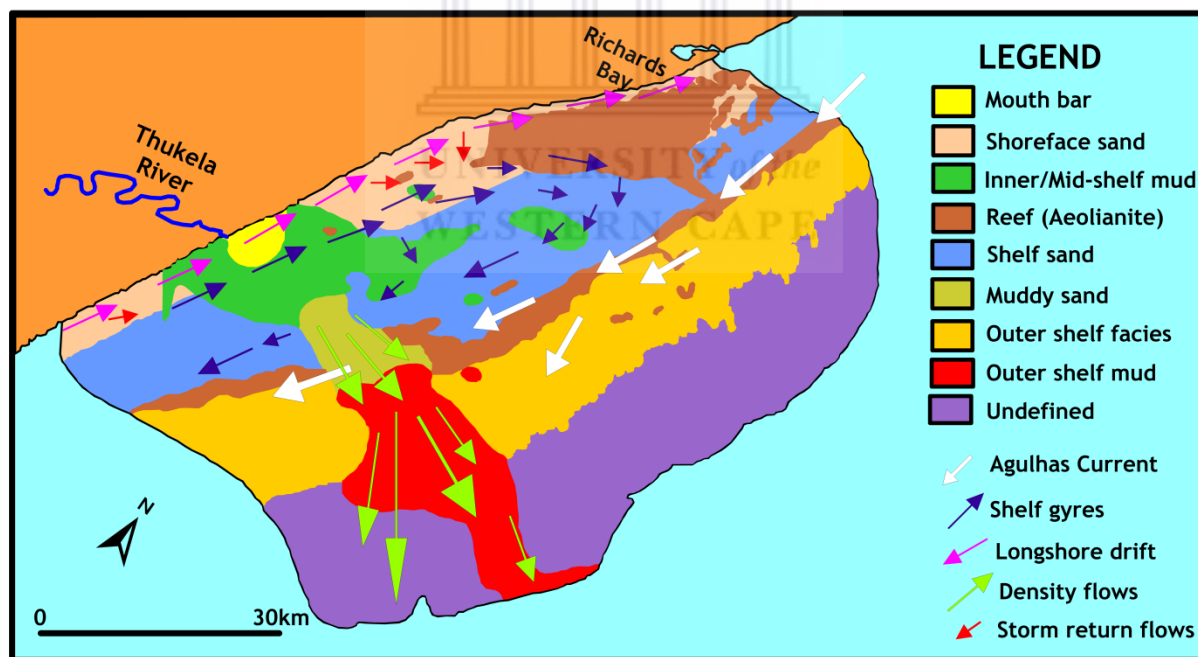 Richards
Bay
Thukela
River
UNIVERSITY of the
WESTERN CAPE
N
0
30km
LEGEND
Mouth bar
Shoreface sand
Inner/Mid-shelf mud
Reef (Aeolianite)
Shelf sand
Muddy sand
Outer shelf facies
Outer shelf mud
Undefined
Agulhas Current
Shelf gyres
Longshore drift
Density flows
Storm return flows